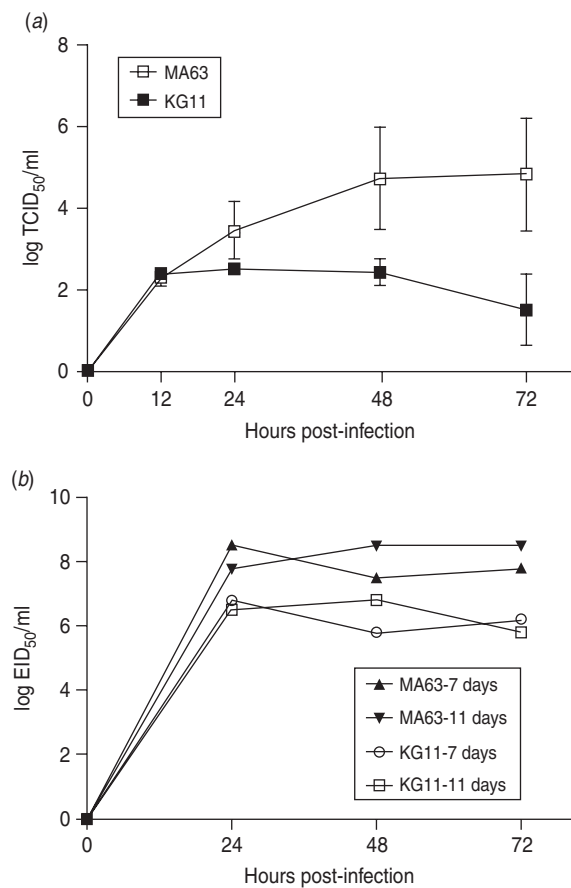 (a)
8
6
4
2
0
log TCID50/ml
MA63
KG11
0 12 24 48 72
Hours post-infection
(b)
10
8
6
4
2
0
log EID50/ml
MA63-7 days
MA63-11 days
KG11-7 days
KG11-11 days
0 24 48 72
Hours post-infection